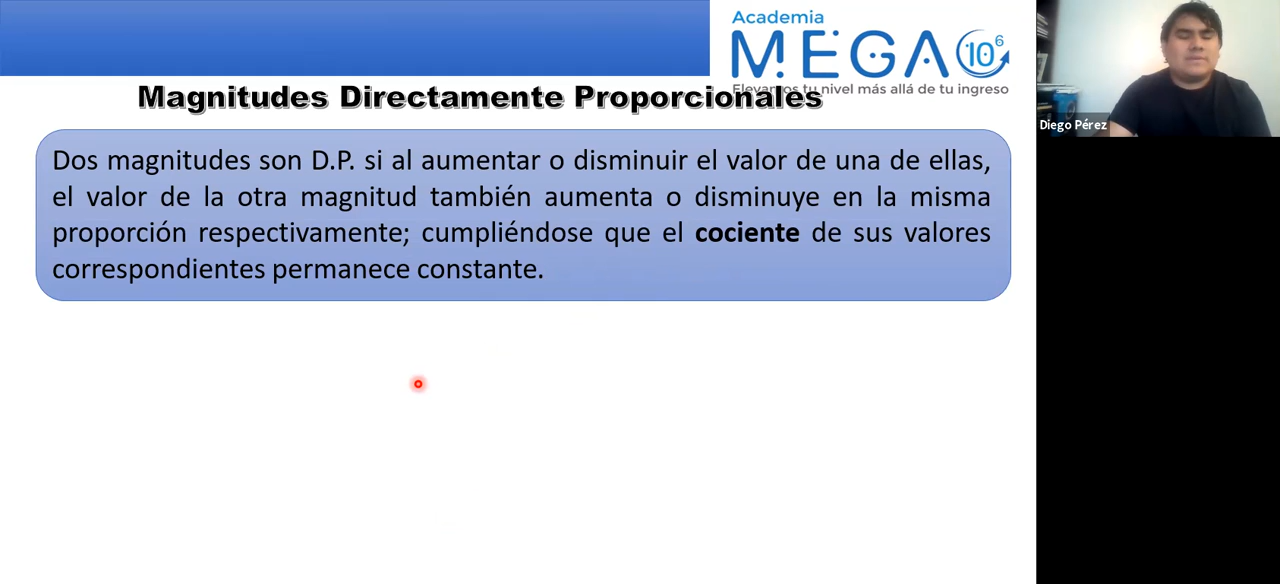 Academia
MEGA 10⁶
Elevamos tu nivel más allá de tu ingreso
Magnitudes Directamente Proporcionales
Dos magnitudes son D.P. si al aumentar o disminuir el valor de una de ellas,
el valor de la otra magnitud también aumenta o disminuye en la misma
proporción respectivamente; cumpliéndose que el cociente de sus valores
correspondientes permanece constante.
Diego Pérez